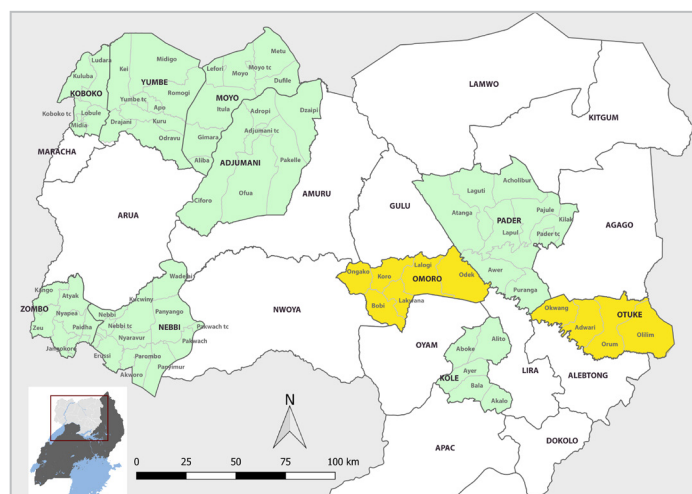 Metu
Ludara
Midigo
Lefori
Moyo tc
Kei
Moyo
LAMWO
Kuluba
YUMBE
Dufile
KOBOKO
Romogi
MOYO
Yumbe tc
Apo
Itula
Adropi
Dzaipi
Koboko tc
Lobule
Kuru
KITGUM
Midia
Drajani
Adjumani tc
Odravu
Gimara
MARACHA
Aliba
ADJUMANI
Pakelle
Acholibur
Laguti
AMURU
Ofua
Ciforo
GULU
Atanga
Pajule
ARUA
PADER
Kilak
AGAGO
Lapul
Pader tc
Lalogi
Awer
Wadelai
Ongako
Koro
Odek
OMORO
Kango
Puranga
Atyak
Kucwiny
Lakwana
ZOMBO
Nyapea
Nebbi
Panyango
Bobi
NWOYA
Okwang
OTUKE
Zeu
Paidha
Nebbi tc
NEBBI
Pakwach tc
Adwari
Olilim
Nyaravur
Pakwach
Alito
Jangokoro
Erussi
Parombo
OYAM
Aboke
Orum
Panyimur
Akworo
Ayer
LIRA
ALEBTONG
KOLE
Bala
N
Akalo
DOKOLO
APAC
0 25 50 75 100 km